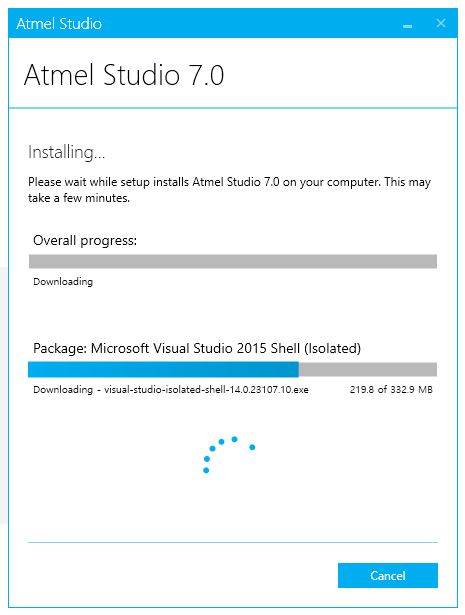 Atmel Studio
Atmel Studio 7.0
Installing...
Please wait while setup installs Atmel Studio 7.0 on your computer. This may
take a few minutes.
Overall progress:
Downloading
Package: Microsoft Visual Studio 2015 Shell (Isolated)
Downloading - visual-studio-isolated-shell-14.0.23107.10.exe 219.8 of 332.9 MB
Cancel